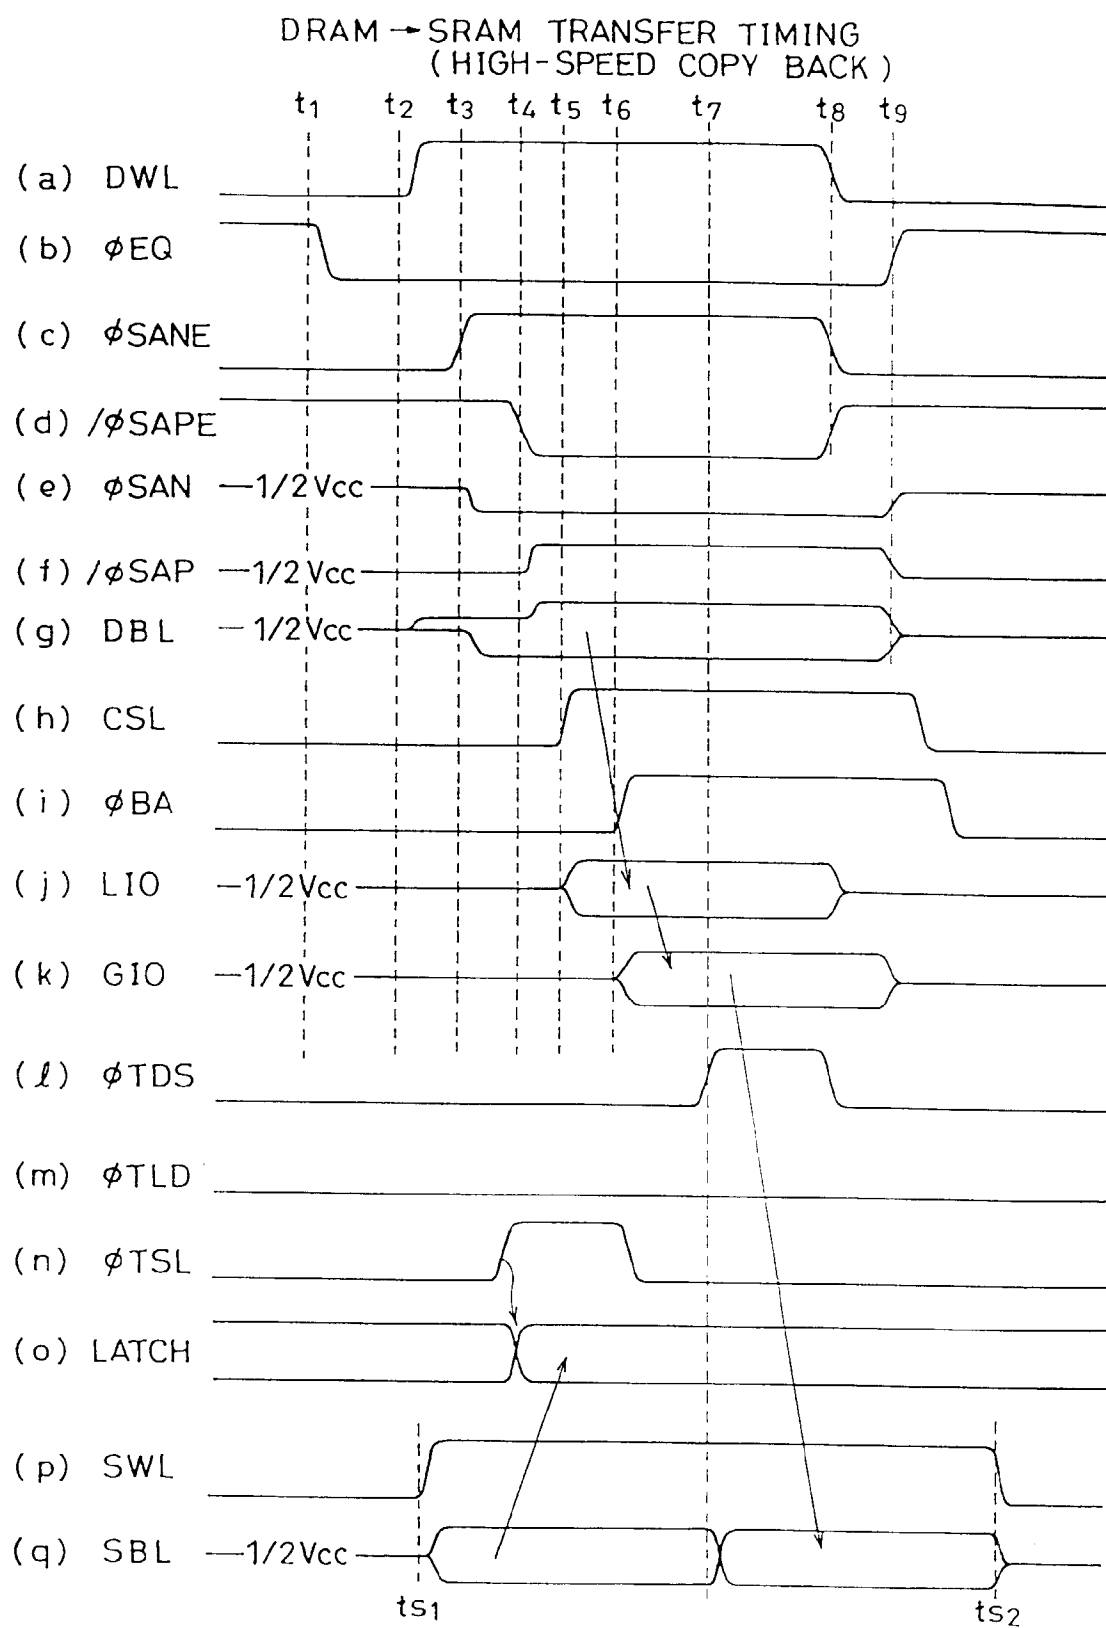 DRAM → SRAM TRANSFER TIMING
(HIGH-SPEED COPY BACK)
t1 t2 t3 t4 t5 t6 t7 t8 t9
(a) DWL
(b) φEQ
(c) φSANE
(d) /φSAPE
(e) φSAN 1/2Vcc
(f) /φSAP 1/2Vcc
(g) DBL 1/2Vcc
(h) CSL
(i) φBA
(j) LIO 1/2Vcc
(k) GIO 1/2Vcc
(ℓ) φTDS
(m) φTLD
(n) φTSL
(o) LATCH
(p) SWL
(q) SBL 1/2Vcc
ts1 ts2